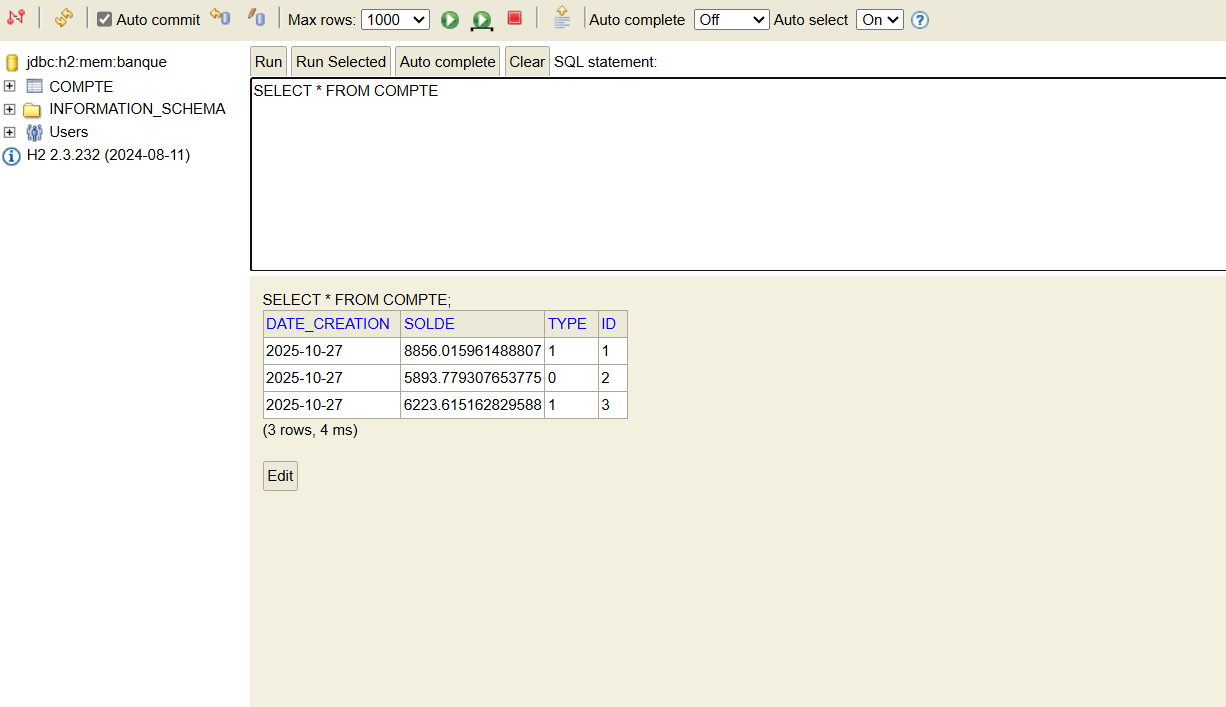 Auto commit Max rows: 1000 Auto complete Off Auto select On
jdbc:h2:mem:banque
COMPTE
INFORMATION_SCHEMA
Users
H2 2.3.232 (2024-08-11)
Run Run Selected Auto complete Clear SQL statement:
SELECT * FROM COMPTE
SELECT * FROM COMPTE;
DATE_CREATION SOLDE TYPE ID
2025-10-27 8856.015961488807 1 1
2025-10-27 5893.779307653775 0 2
2025-10-27 6223.615162829588 1 3
(3 rows, 4 ms)
Edit